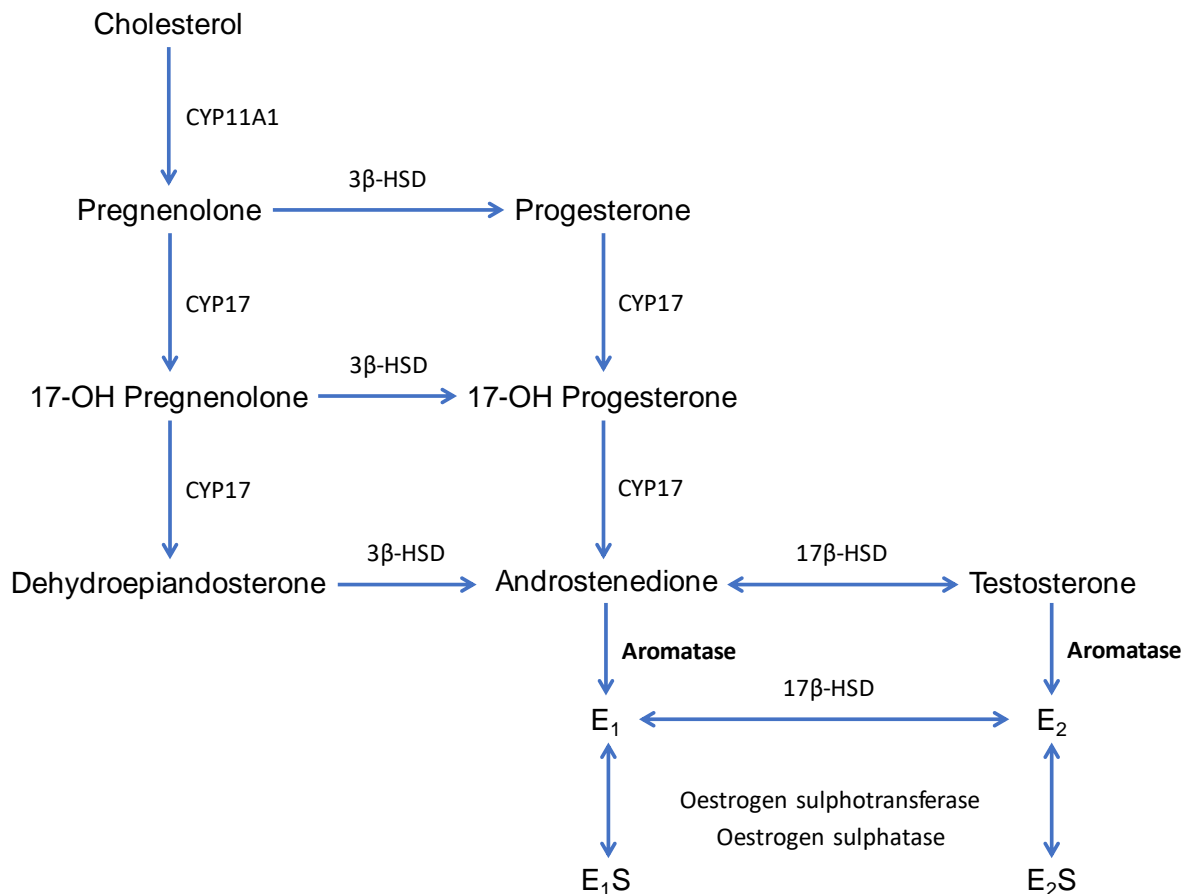 Cholesterol
CYP11A1
3β-HSD
Pregnenolone
Progesterone
CYP17
CYP17
3β-HSD
17-OH Pregnenolone
17-OH Progesterone
CYP17
CYP17
3β-HSD
17β-HSD
Dehydroepiandosterone
Androstenedione
Testosterone
Aromatase
Aromatase
17β-HSD
E₁
E₂
Oestrogen sulphotransferase
Oestrogen sulphatase
E₁S
E₂S